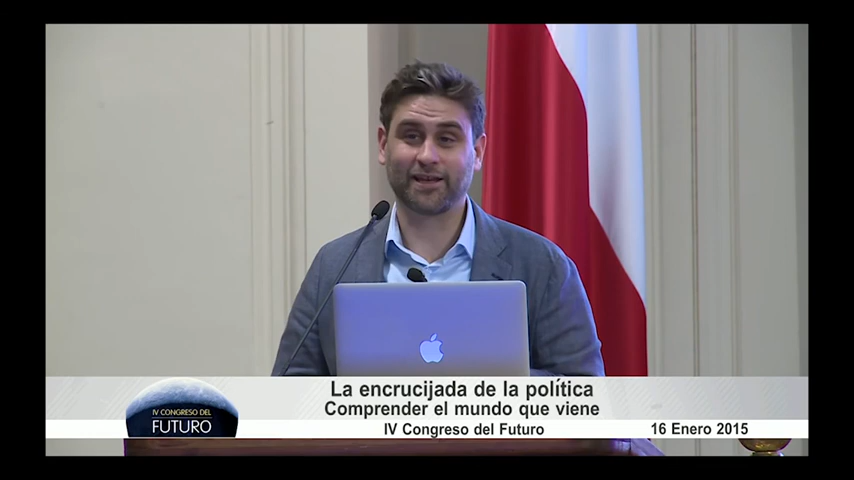 La encrucijada de la política
Comprender el mundo que viene
IV CONGRESO DEL
FUTURO
IV Congreso del Futuro
16 Enero 2015